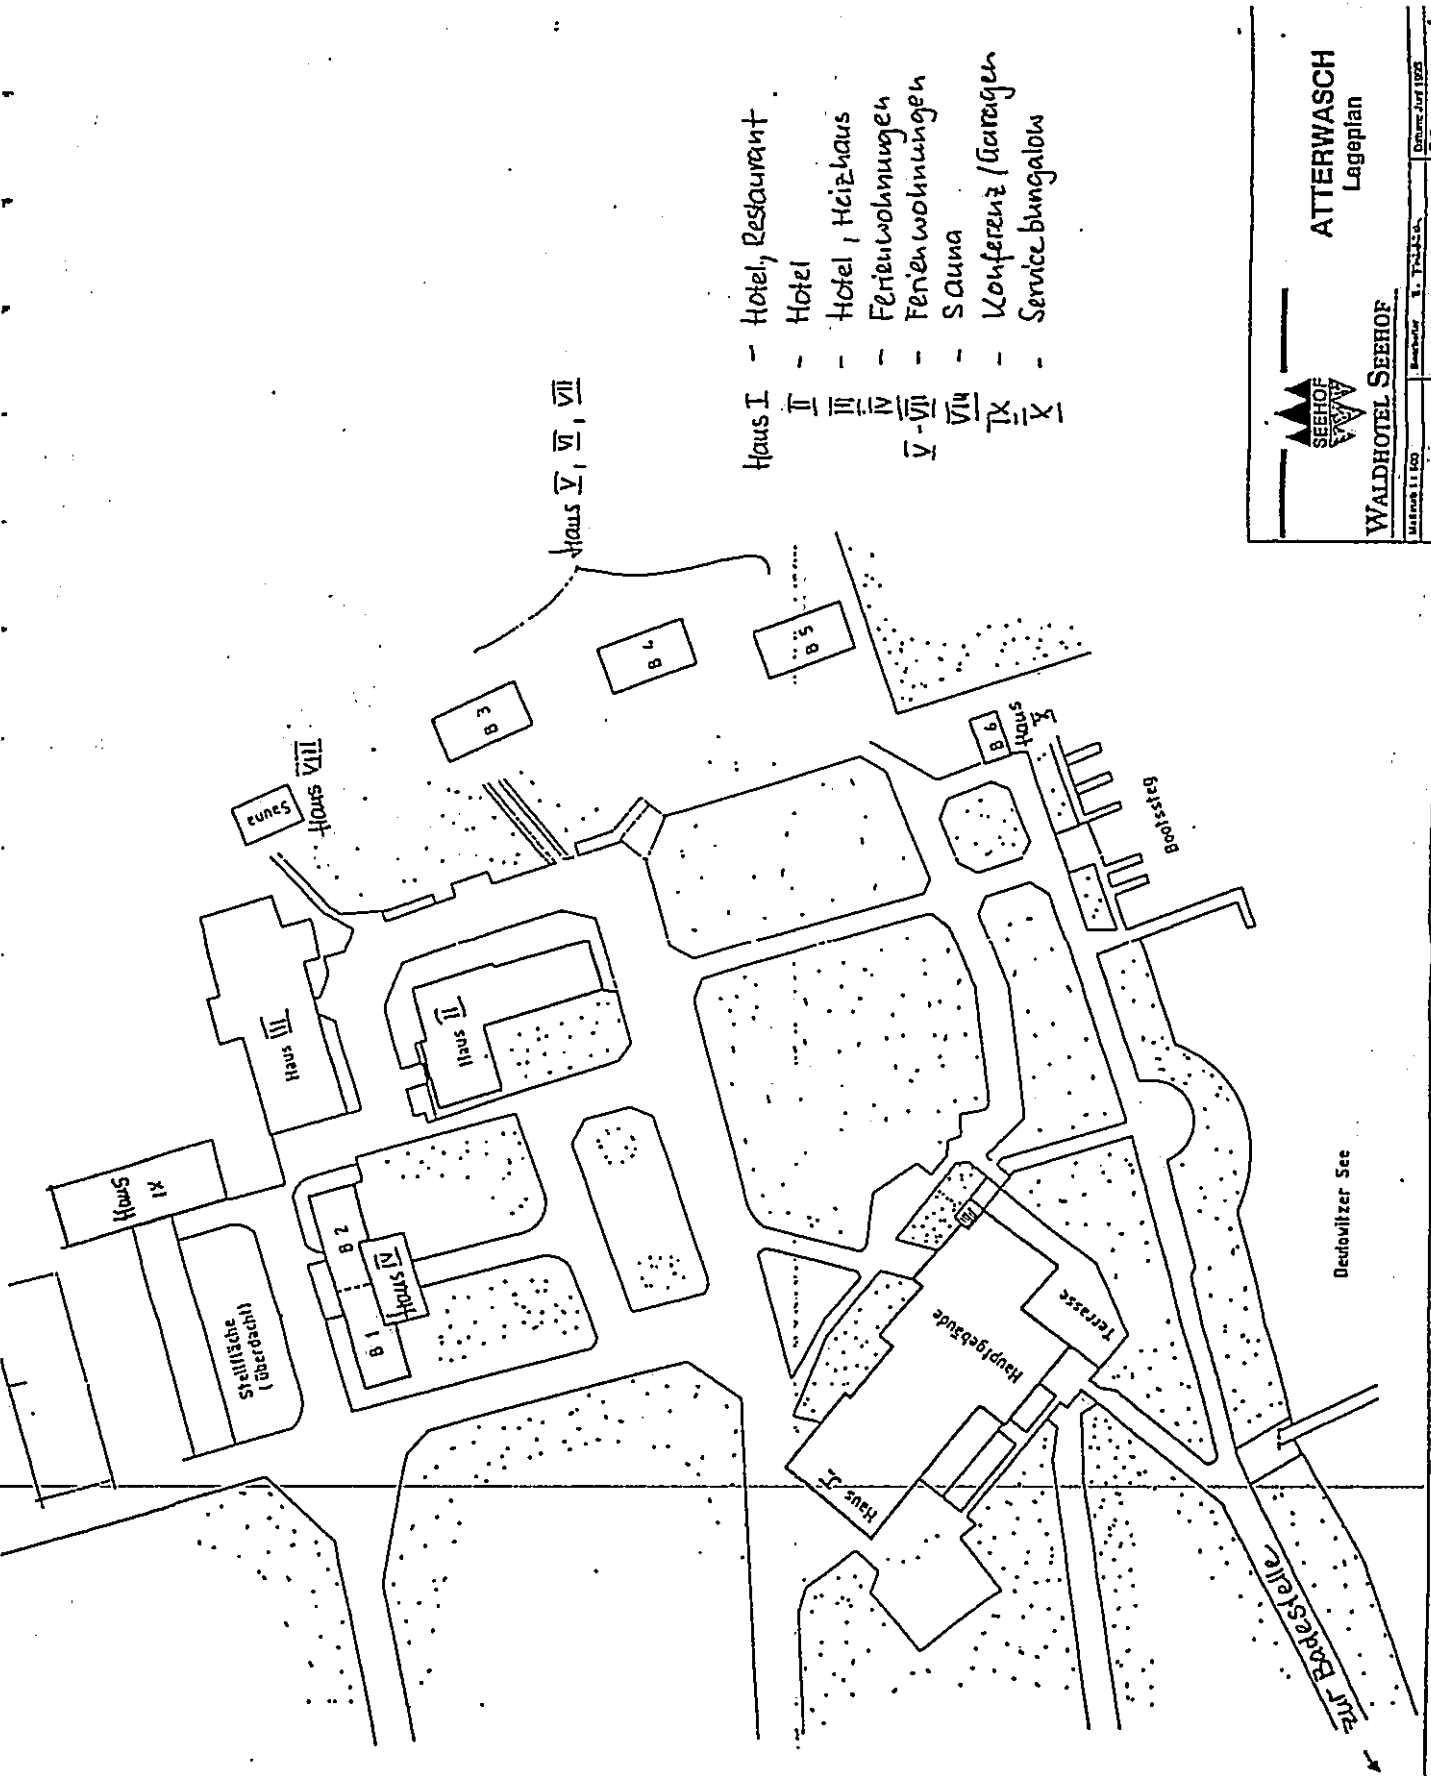 Haus V, VI, VII
Haus I - Hotel, Restaurant
II - Hotel
III - Hotel, Heizhaus
IV - Ferienwohnungen
V-VII - Ferienwohnungen
VIII - Sauna
IX - Konferenz/Garagen
X - Servicebungalow
Sauna
Haus VIII
B 3
B 4
B 5
B 6
Haus X
Bootssteg
Haus III
Haus II
Haus IX
B 2
Haus IV
B 1
Stellfläche
(überdacht)
Hauptgebäude
Terrasse
Haus I
Deulowitzer See
zur Badestelle
ATTERWASCH
Lageplan
SEEHOF
WALDHOTEL SEEHOF